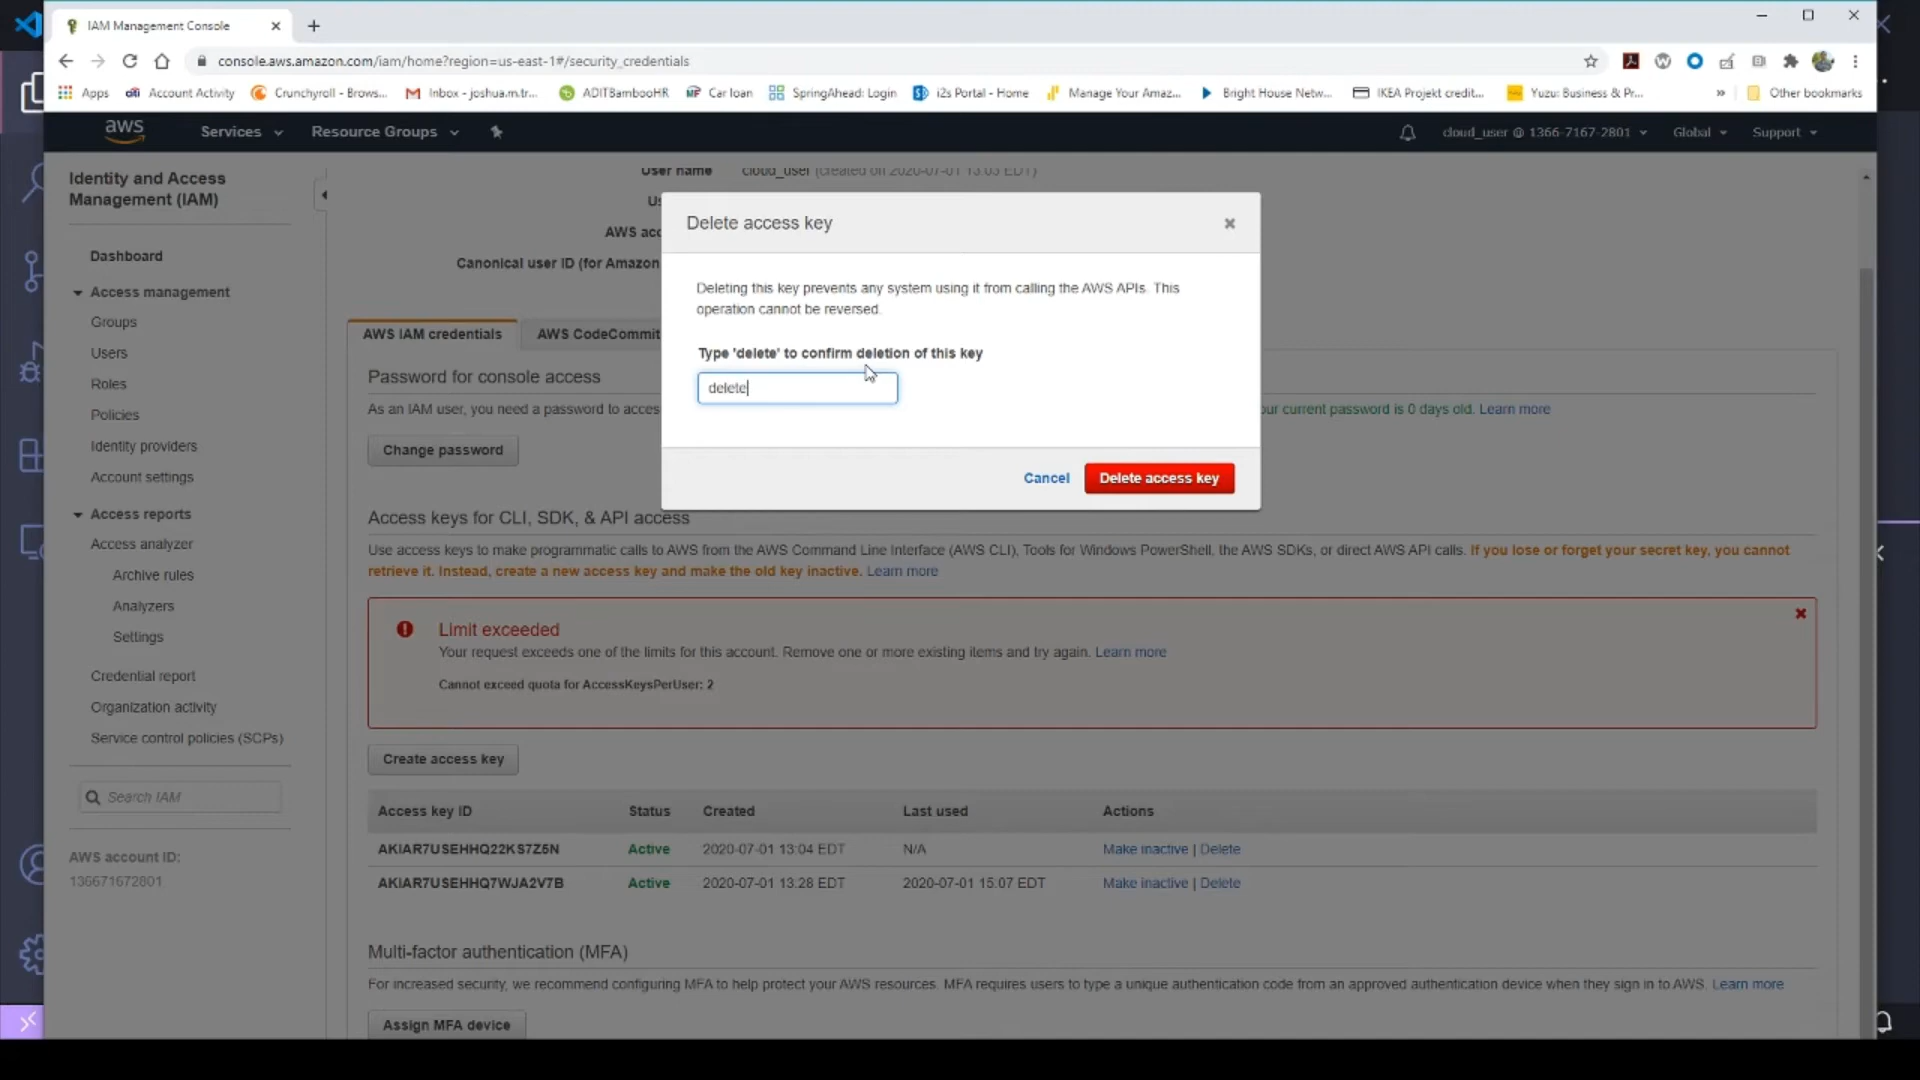 IAM Management Console
console.aws.amazon.com/iam/home?region=us-east-1#/security_credentials
Apps
citi Account Activity
Crunchyroll - Brows...
Inbox - joshua.m.tr...
ADITBambooHR
Car loan
SpringAhead: Login
i2s Portal - Home
Manage Your Amaz...
Bright House Netw...
IKEA Projekt credit...
Yuzu: Business & Pr...
»
Other bookmarks
aws
Services
Resource Groups
cloud_user @ 1366-7167-2801
Global
Support
Identity and Access
Management (IAM)
Dashboard
Access management
Groups
Users
Roles
Policies
Identity providers
Account settings
Access reports
Access analyzer
Archive rules
Analyzers
Settings
Credential report
Organization activity
Service control policies (SCPs)
Search IAM
AWS account ID:
136671672801
User name cloud_user (created on 2020-07-01 13:03 EDT)
Us
AWS acc
Canonical user ID (for Amazon
Delete access key
Deleting this key prevents any system using it from calling the AWS APIs. This
operation cannot be reversed.
Type 'delete' to confirm deletion of this key
delete
Cancel
Delete access key
AWS IAM credentials
AWS CodeCommit
Password for console access
As an IAM user, you need a password to acces
our current password is 0 days old. Learn more
Change password
Access keys for CLI, SDK, & API access
Use access keys to make programmatic calls to AWS from the AWS Command Line Interface (AWS CLI), Tools for Windows PowerShell, the AWS SDKs, or direct AWS API calls. If you lose or forget your secret key, you cannot
retrieve it. Instead, create a new access key and make the old key inactive. Learn more
Limit exceeded
Your request exceeds one of the limits for this account. Remove one or more existing items and try again. Learn more
Cannot exceed quota for AccessKeysPerUser: 2
Create access key
Access key ID Status Created Last used Actions
AKIAR7USEHHQ22KS7Z5N Active 2020-07-01 13:04 EDT N/A Make inactive | Delete
AKIAR7USEHHQ7WJA2V7B Active 2020-07-01 13:28 EDT 2020-07-01 15:07 EDT Make inactive | Delete
Multi-factor authentication (MFA)
For increased security, we recommend configuring MFA to help protect your AWS resources. MFA requires users to type a unique authentication code from an approved authentication device when they sign in to AWS. Learn more
Assign MFA device